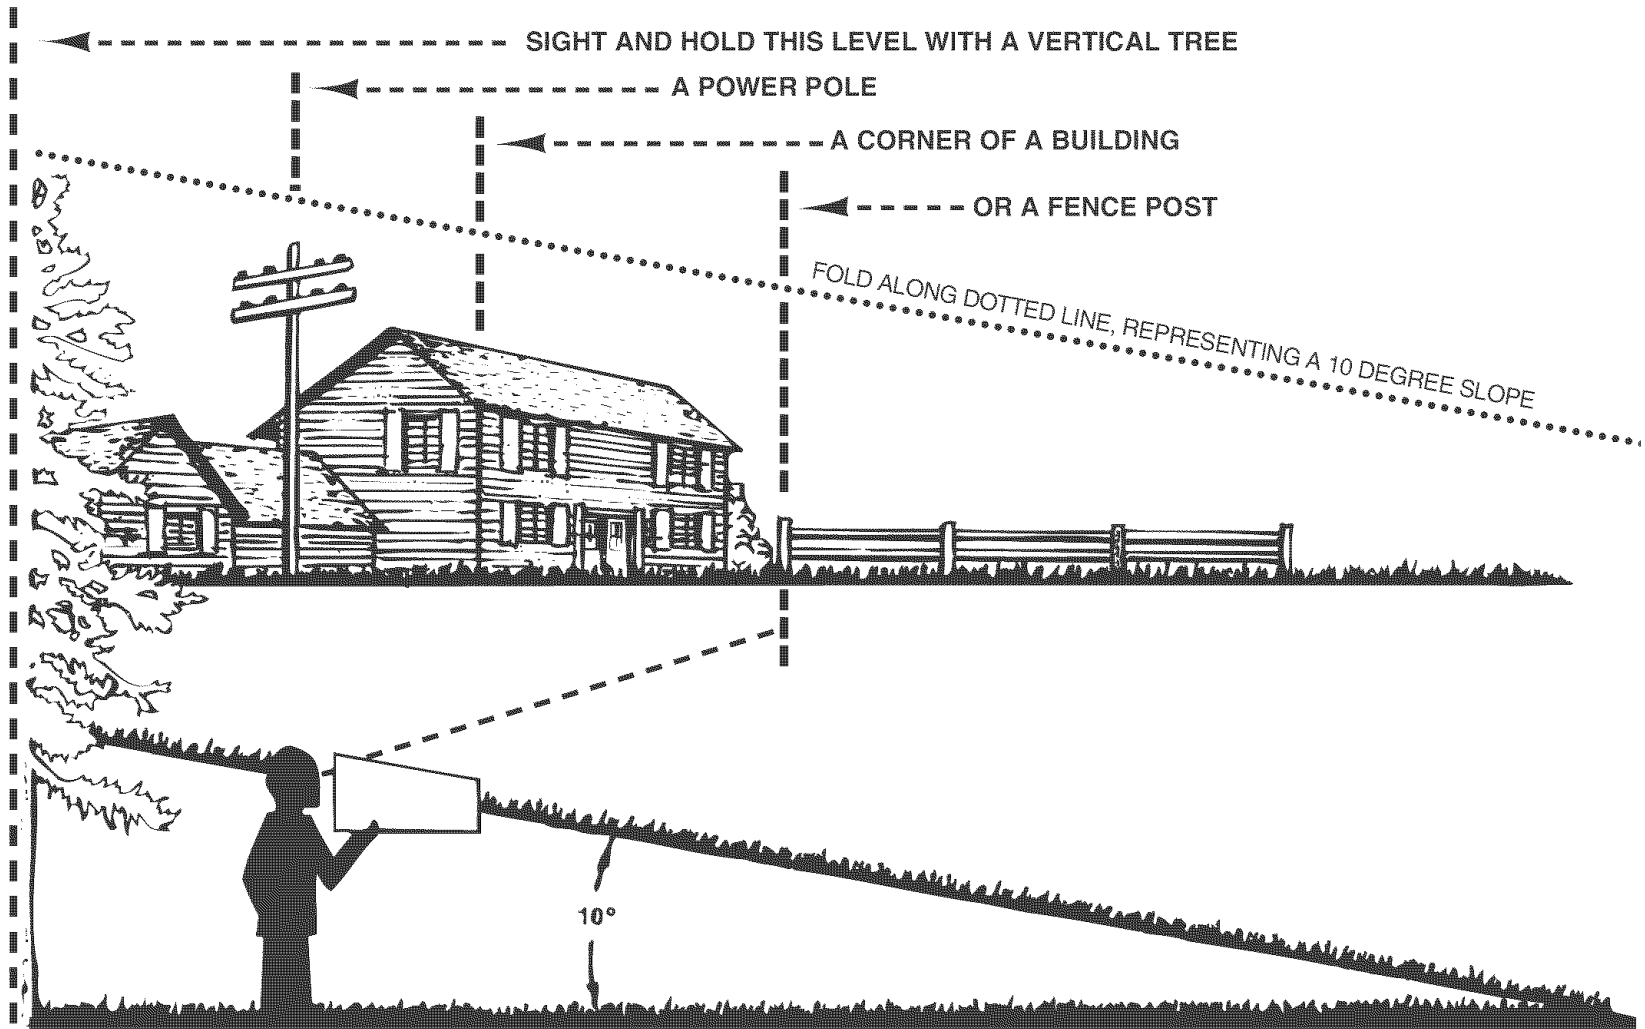 SIGHT AND HOLD THIS LEVEL WITH A VERTICAL TREE
A POWER POLE
A CORNER OF A BUILDING
OR A FENCE POST
FOLD ALONG DOTTED LINE, REPRESENTING A 10 DEGREE SLOPE
10°